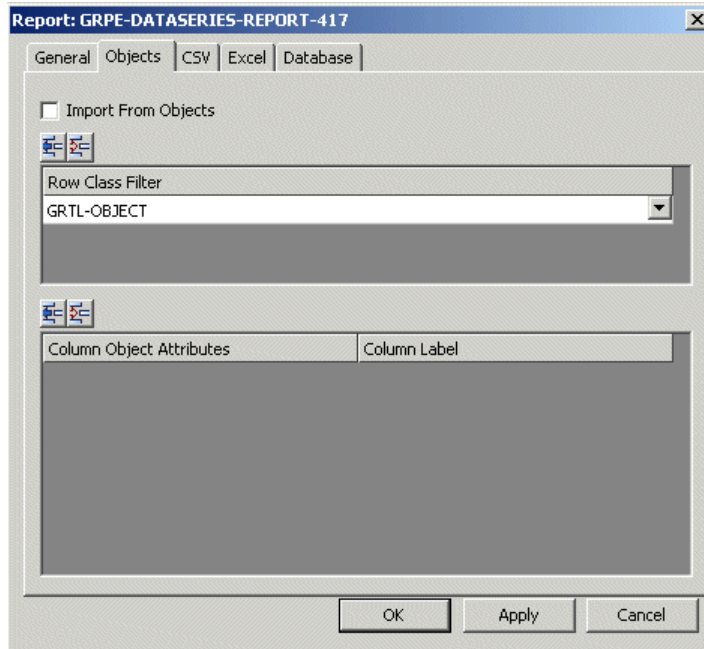 Report: GRPE-DATASERIES-REPORT-417
General Objects CSV Excel Database
Import From Objects
Row Class Filter
GRTL-OBJECT
Column Object Attributes Column Label
OK Apply Cancel